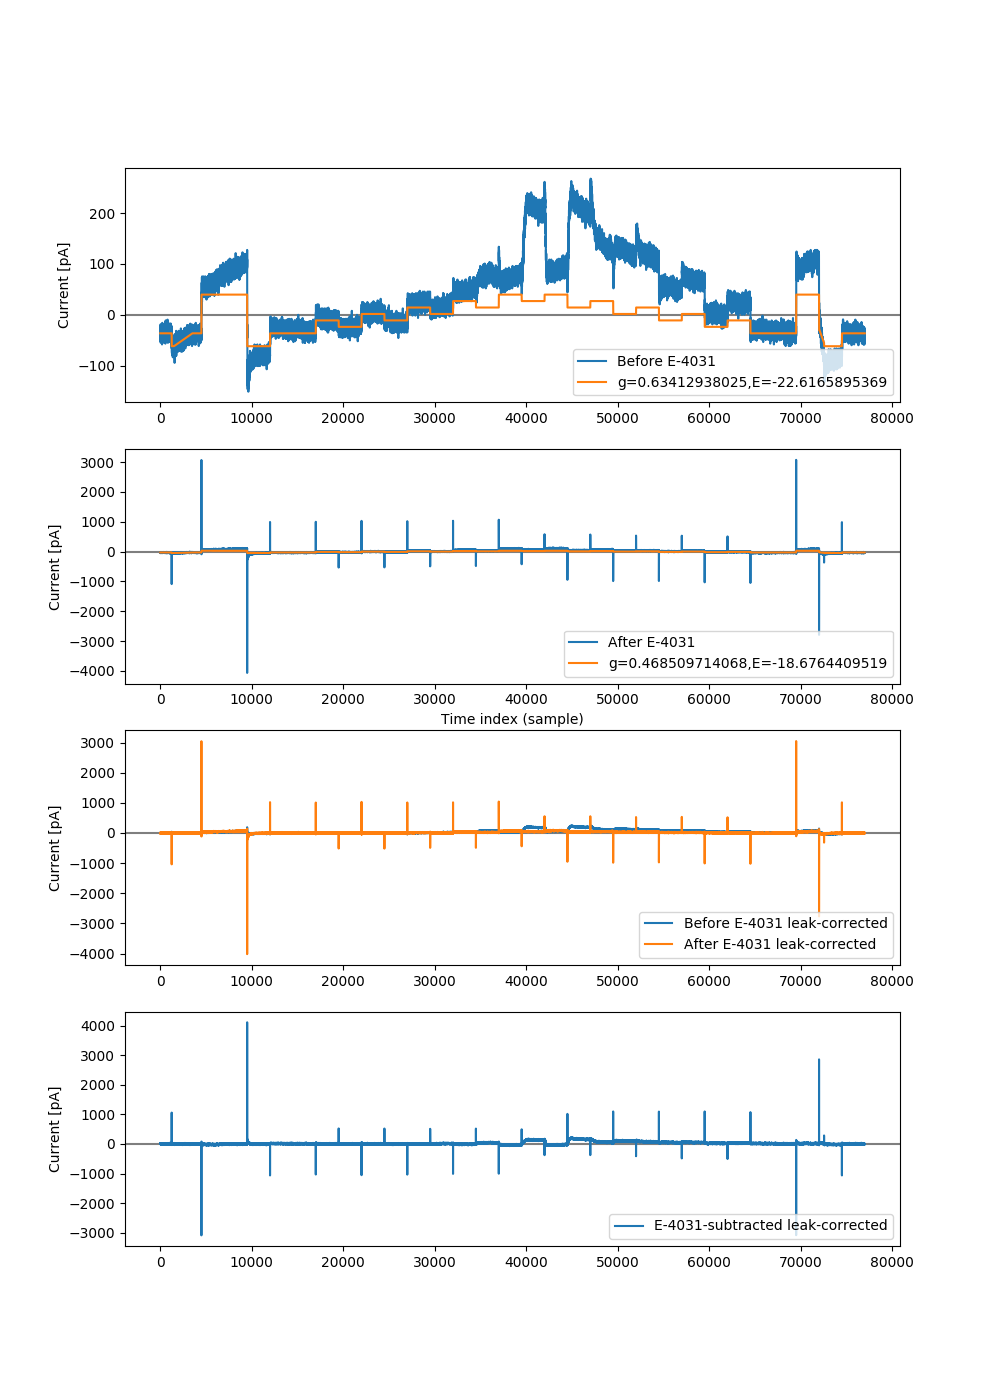 200
100
0
−100
Current [pA]
Before E-4031
g=0.63412938025,E=-22.6165895369
0 10000 20000 30000 40000 50000 60000 70000 80000
3000
2000
1000
0
−1000
−2000
−3000
−4000
Current [pA]
After E-4031
g=0.468509714068,E=-18.6764409519
0 10000 20000 30000 40000 50000 60000 70000 80000
Time index (sample)
3000
2000
1000
0
−1000
−2000
−3000
−4000
Current [pA]
Before E-4031 leak-corrected
After E-4031 leak-corrected
0 10000 20000 30000 40000 50000 60000 70000 80000
4000
3000
2000
1000
0
−1000
−2000
−3000
Current [pA]
E-4031-subtracted leak-corrected
0 10000 20000 30000 40000 50000 60000 70000 80000